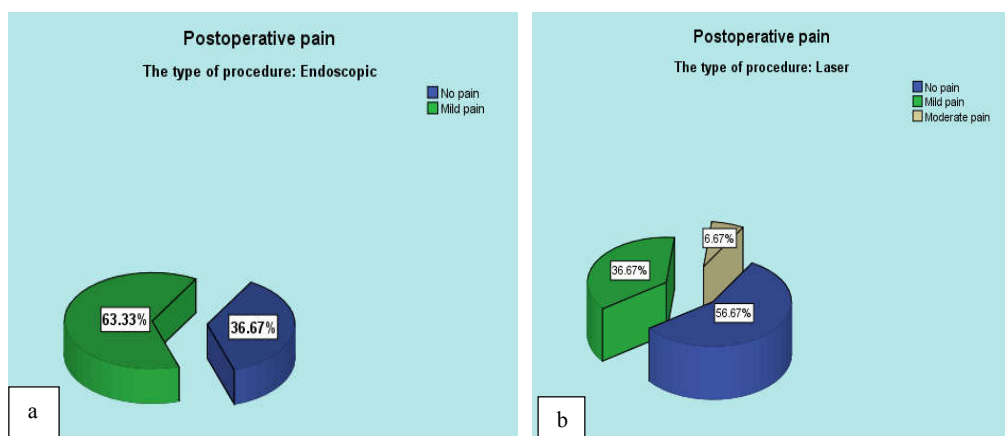 Postoperative pain
The type of procedure: Endoscopic
No pain
Mild pain
63.33%
36.67%
a
Postoperative pain
The type of procedure: Laser
No pain
Mild pain
Moderate pain
6.67%
36.67%
56.67%
b